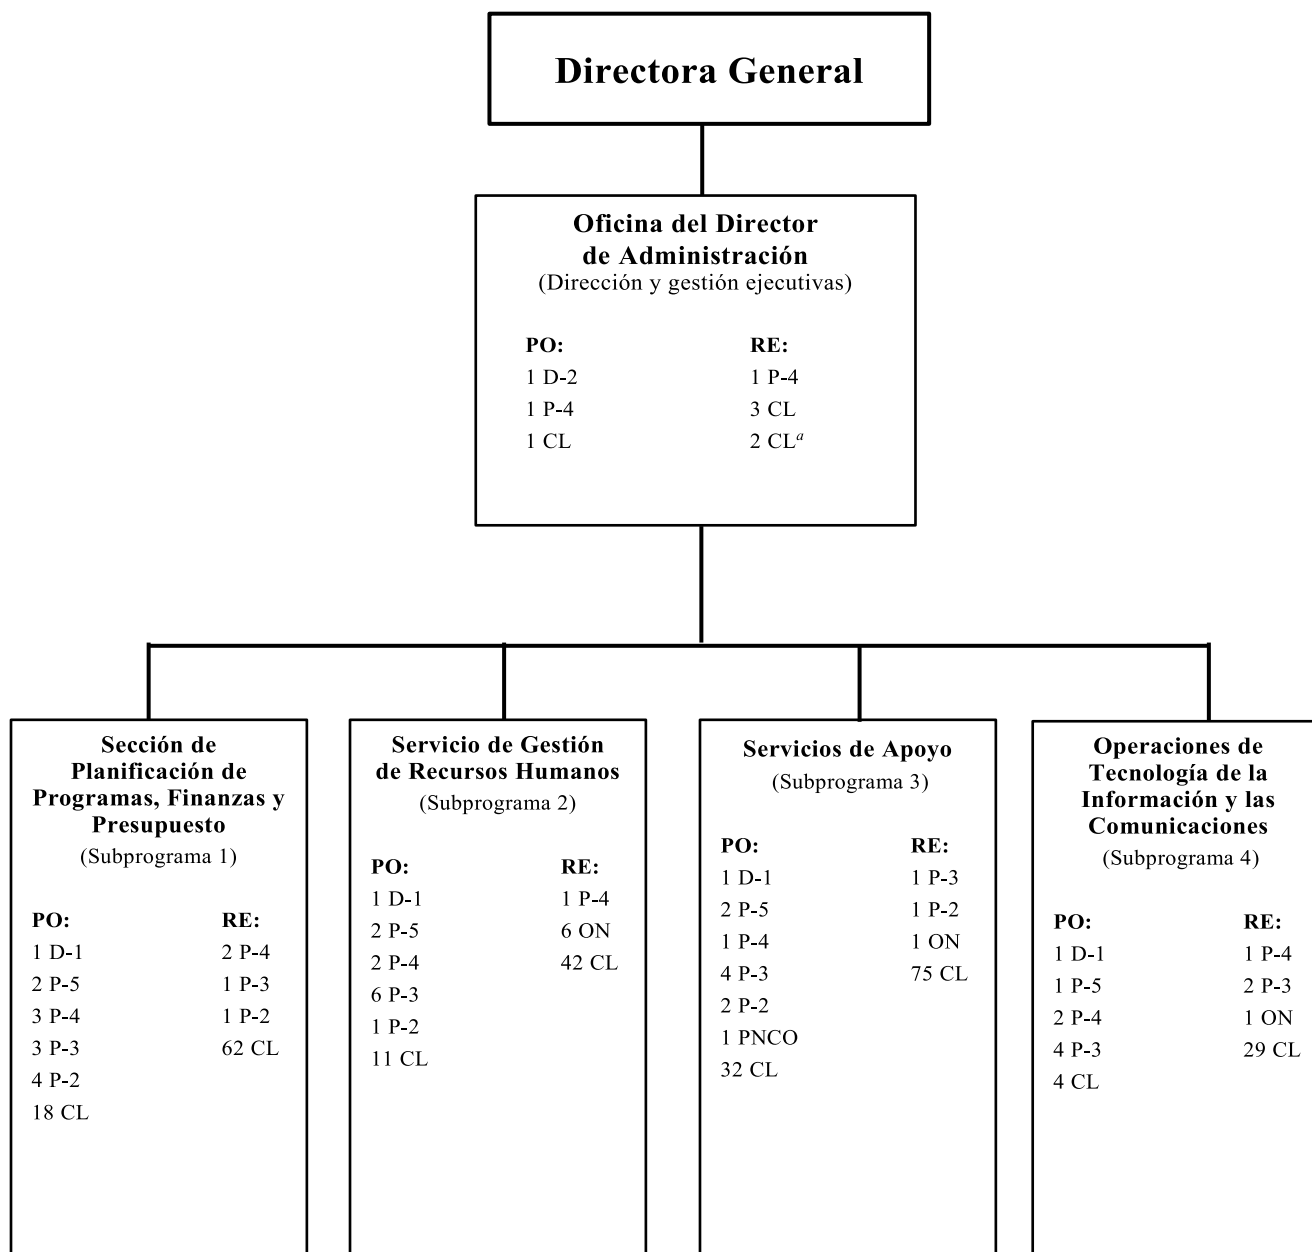 Directora General
Oficina del Director
de Administración
(Dirección y gestión ejecutivas)
PO:
1 D-2
1 P-4
1 CL
RE:
1 P-4
3 CL
2 CLa
Sección de
Planificación de
Programas, Finanzas y
Presupuesto
(Subprograma 1)
PO:
1 D-1
2 P-5
3 P-4
3 P-3
4 P-2
18 CL
RE:
2 P-4
1 P-3
1 P-2
62 CL
Servicio de Gestión
de Recursos Humanos
(Subprograma 2)
PO:
1 D-1
2 P-5
2 P-4
6 P-3
1 P-2
11 CL
RE:
1 P-4
6 ON
42 CL
Servicios de Apoyo
(Subprograma 3)
PO:
1 D-1
2 P-5
1 P-4
4 P-3
2 P-2
1 PNCO
32 CL
RE:
1 P-3
1 P-2
1 ON
75 CL
Operaciones de
Tecnología de la
Información y las
Comunicaciones
(Subprograma 4)
PO:
1 D-1
1 P-5
2 P-4
4 P-3
4 CL
RE:
1 P-4
2 P-3
1 ON
29 CL